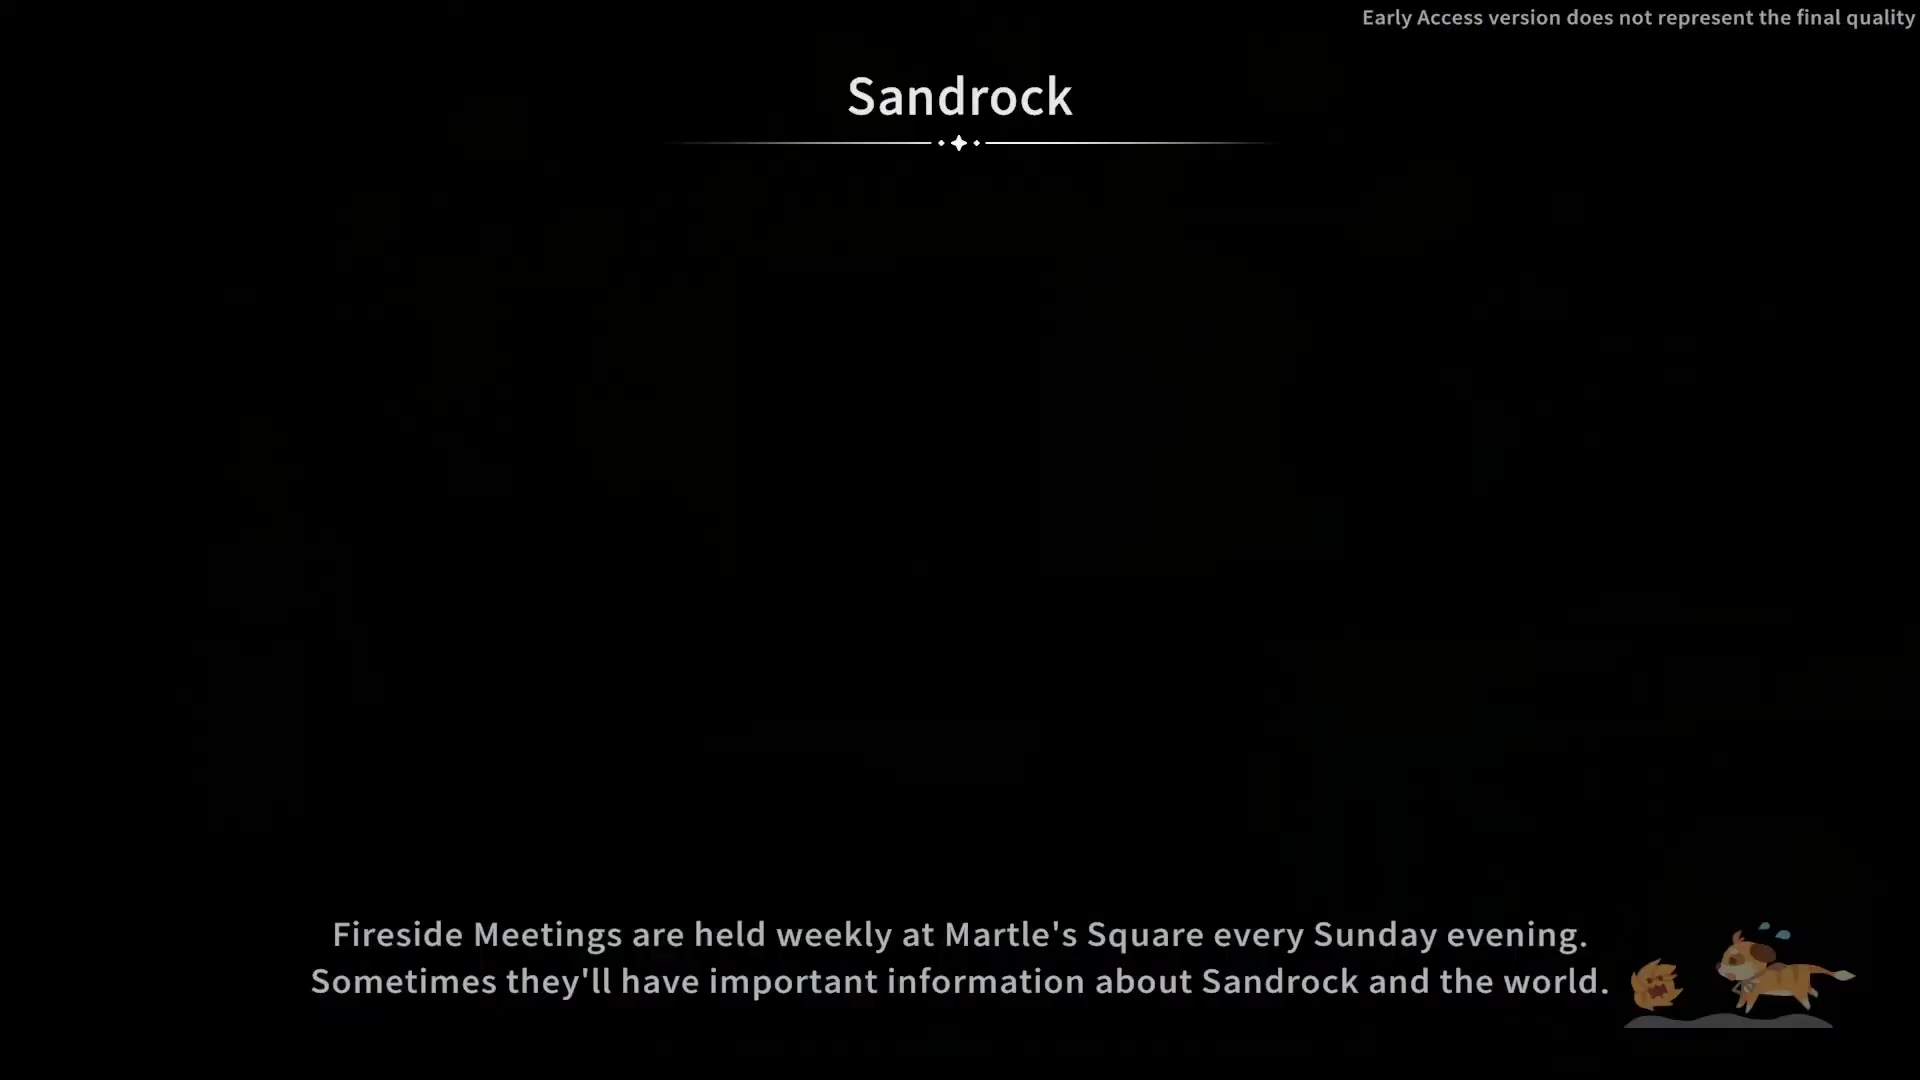 Early Access version does not represent the final quality
Sandrock
Fireside Meetings are held weekly at Martle's Square every Sunday evening.
Sometimes they'll have important information about Sandrock and the world.